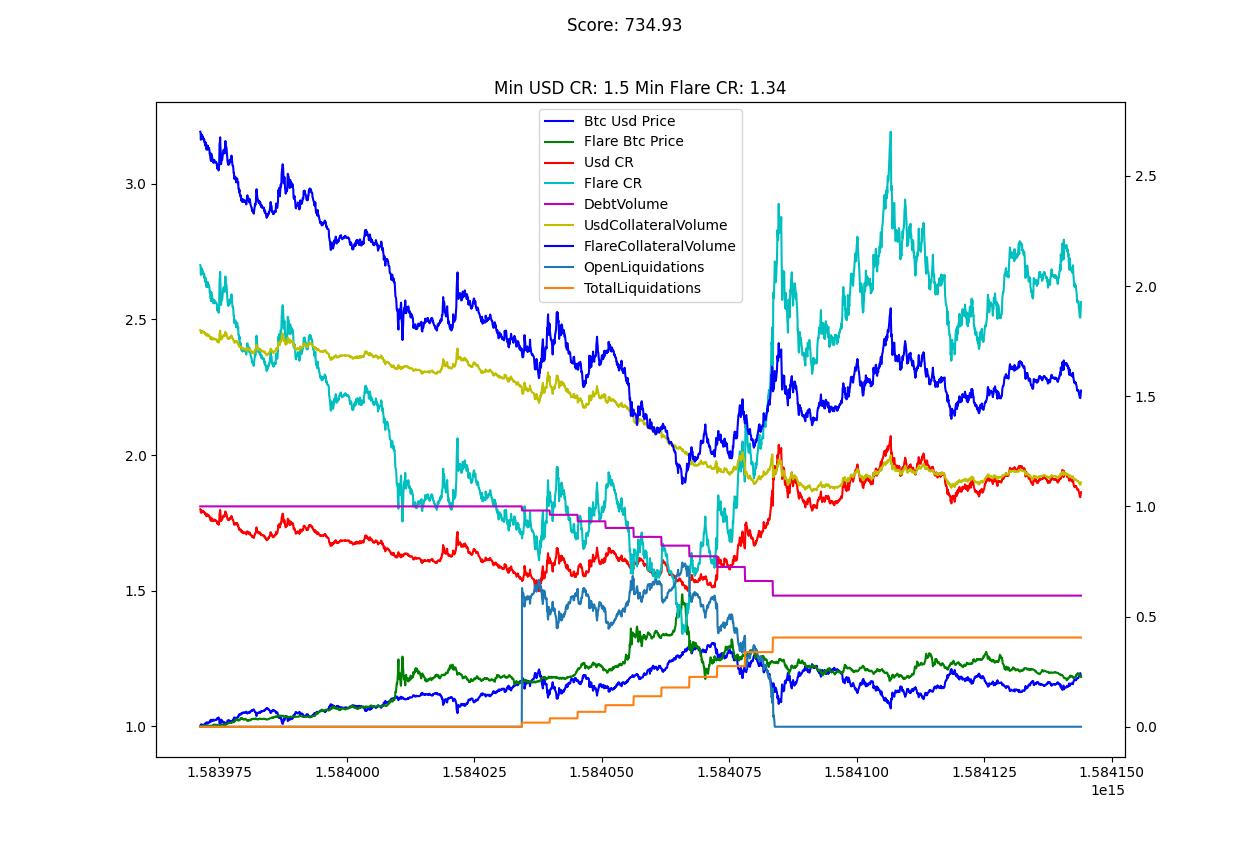 Score: 734.93
Min USD CR: 1.5 Min Flare CR: 1.34
Btc Usd Price
Flare Btc Price
Usd CR
Flare CR
DebtVolume
UsdCollateralVolume
FlareCollateralVolume
OpenLiquidations
TotalLiquidations
3.0
2.5
2.0
1.5
1.0
2.5
2.0
1.5
1.0
0.5
0.0
1.583975 1.584000 1.584025 1.584050 1.584075 1.584100 1.584125 1.584150
1e15